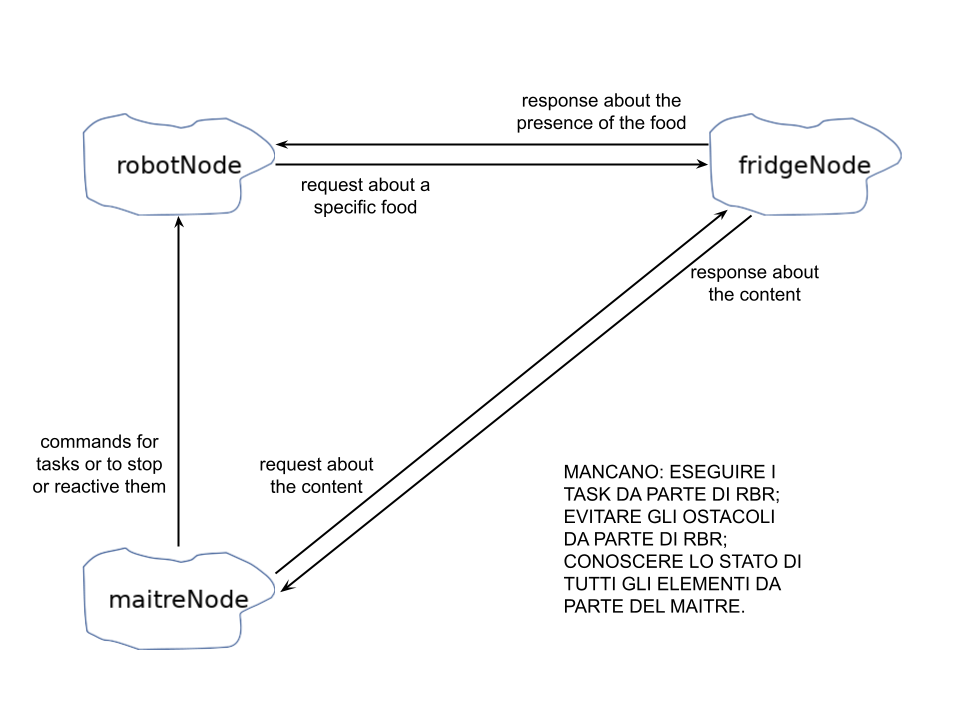 response about the
presence of the food
robotNode
fridgeNode
request about a
specific food
response about
the content
commands for
tasks or to stop
or reactive them
request about
the content
MANCANO: ESEGUIRE I
TASK DA PARTE DI RBR;
EVITARE GLI OSTACOLI
DA PARTE DI RBR;
CONOSCERE LO STATO DI
TUTTI GLI ELEMENTI DA
PARTE DEL MAITRE.
maitreNode